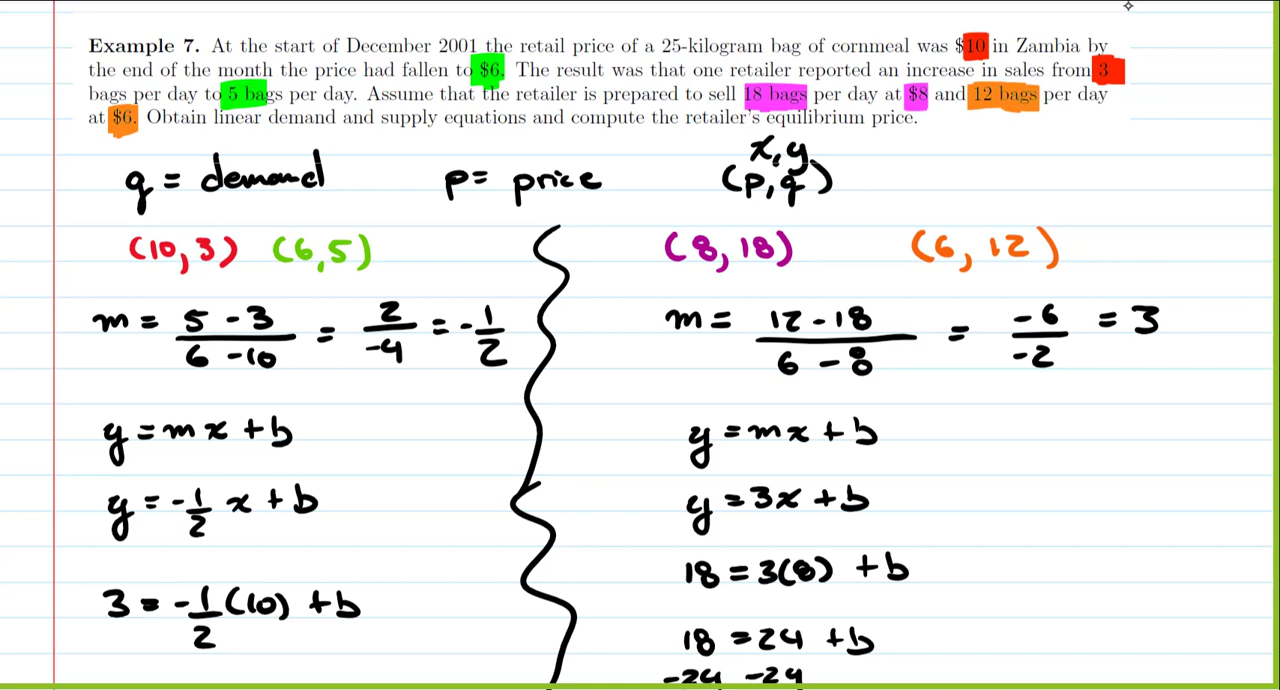 Example 7. At the start of December 2001 the retail price of a 25-kilogram bag of cornmeal was $10 in Zambia by
the end of the month the price had fallen to $6. The result was that one retailer reported an increase in sales from 3
bags per day to 5 bags per day. Assume that the retailer is prepared to sell 18 bags per day at $8 and 12 bags per day
at $6. Obtain linear demand and supply equations and compute the retailer's equilibrium price.
x, y
q = demand p = price (p, q)
(10, 3) (6, 5)
m = 5 - 3 / 6 - 10 = 2 / -4 = - 1/2
y = mx + b
y = - 1/2 x + b
3 = - 1/2 (10) + b
(8, 18) (6, 12)
m = 12 - 18 / 6 - 8 = -6 / -2 = 3
y = mx + b
y = 3x + b
18 = 3(8) + b
18 = 24 + b
-24 -24